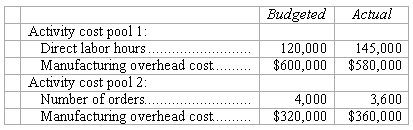 Budgeted Actual
Activity cost pool 1:
Direct labor hours............................ 120,000 145,000
Manufacturing overhead cost.......... $600,000 $580,000
Activity cost pool 2:
Number of orders............................. 4,000 3,600
Manufacturing overhead cost.......... $320,000 $360,000